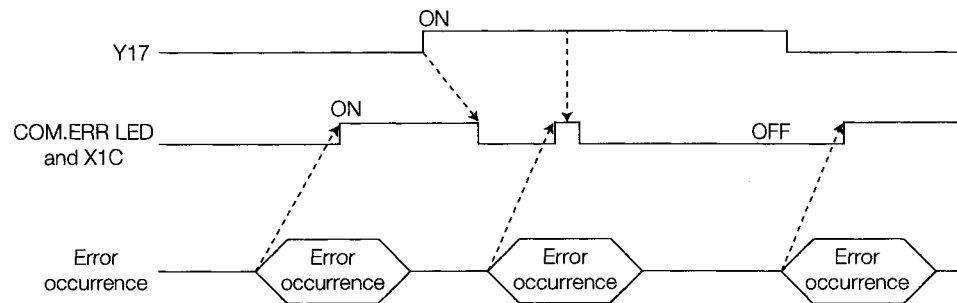 ON
Y17
ON
COM.ERR LED
and X1C
OFF
Error
occurrence
Error
occurrence
Error
occurrence
Error
occurrence